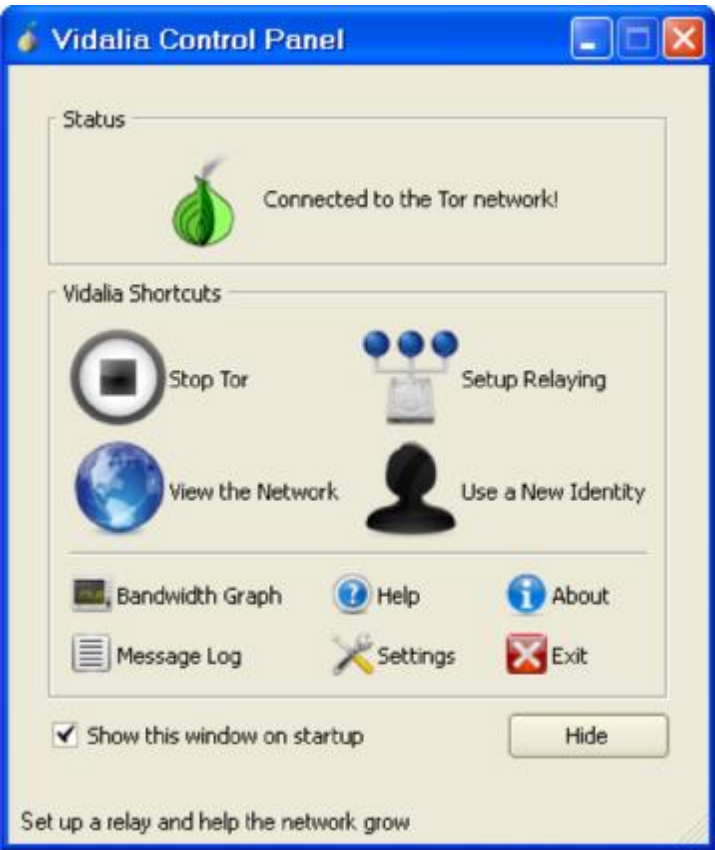 Vidalia Control Panel
Status
Connected to the Tor network!
Vidalia Shortcuts
Stop Tor
Setup Relaying
View the Network
Use a New Identity
Bandwidth Graph
Help
About
Message Log
Settings
Exit
Show this window on startup
Hide
Set up a relay and help the network grow